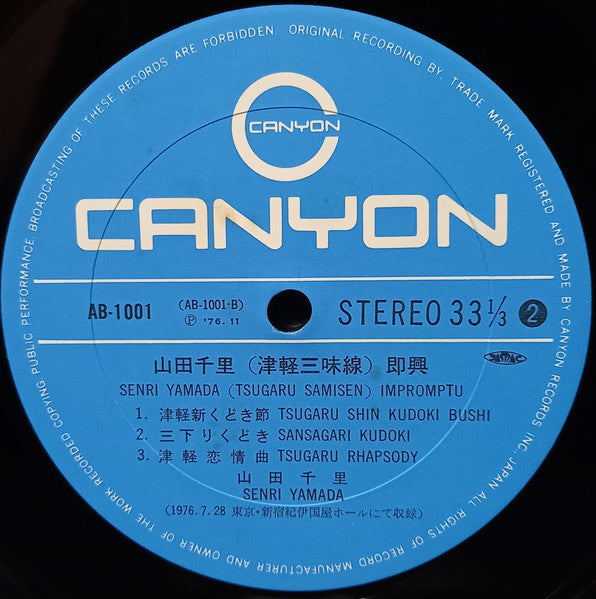 CANYON
CANYON
AB-1001
(AB-1001-B)
Ⓟ '76.11
STEREO 33⅓
2
山田千里（津軽三味線）即興
SENRI YAMADA (TSUGARU SAMISEN) IMPROMPTU
1. 津軽新くどき節 TSUGARU SHIN KUDOKI BUSHI
2. 三下りくどき SANSAGARI KUDOKI
3. 津軽恋情曲 TSUGARU RHAPSODY
山田千里
SENRI YAMADA
(1976.7.28 東京・新宿紀伊国屋ホールにて収録)
ORIGINAL RECORDING BY, TRADE MARK REGISTERED AND MADE BY CANYON RECORDS INC., JAPAN ALL RIGHTS OF RECORD MANUFACTURER AND OWNER OF THE WORK RECORDED COPYING PUBLIC PERFORMANCE, BROADCASTING OF THESE RECORDS ARE FORBIDDEN.